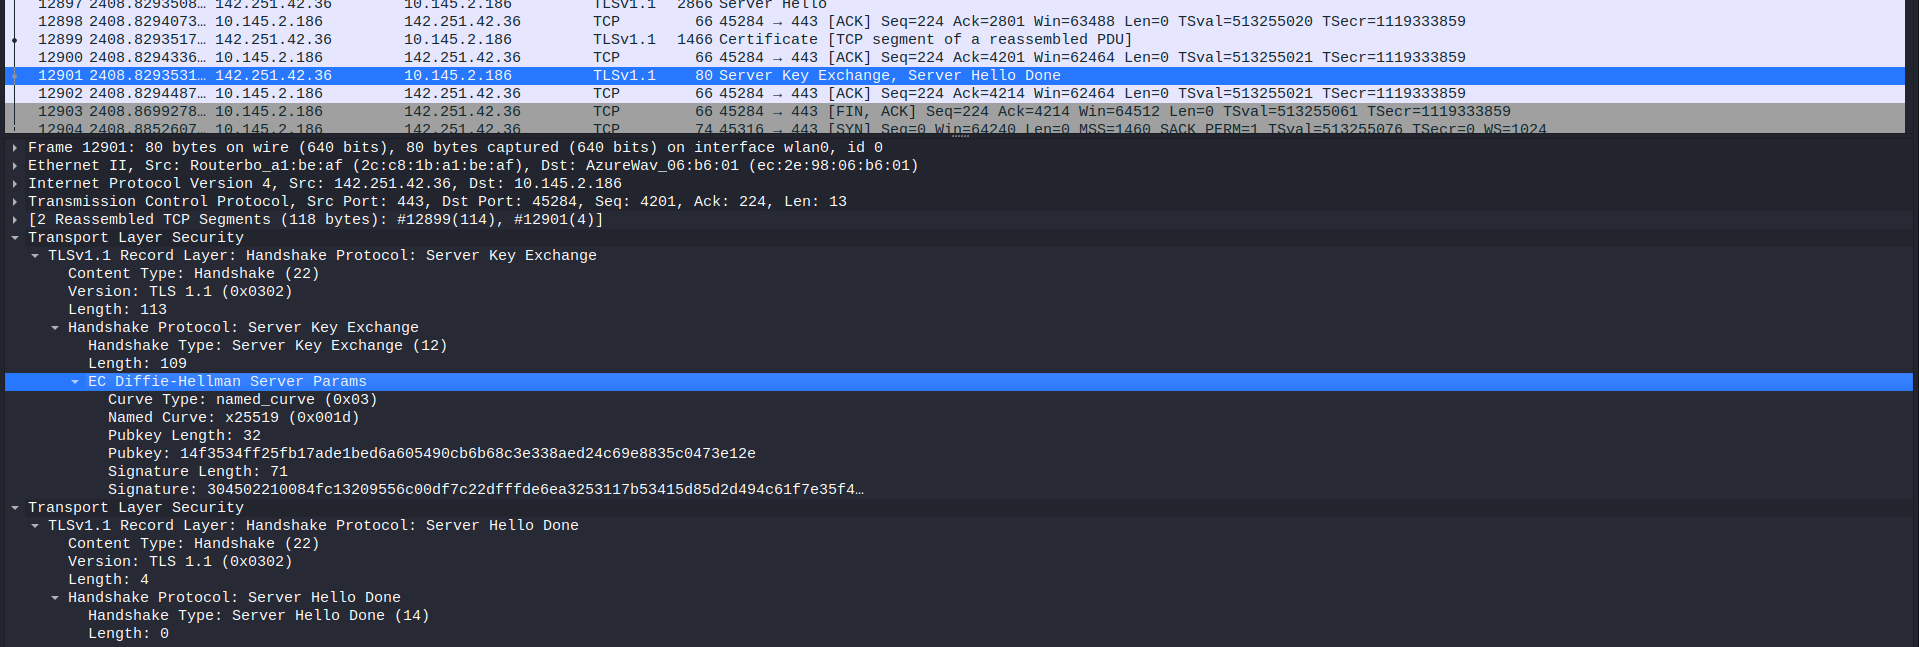 12897 2408.8293508… 142.251.42.36 10.145.2.186 TLSv1.1 2866 Server Hello
12898 2408.8294073… 10.145.2.186 142.251.42.36 TCP 66 45284 → 443 [ACK] Seq=224 Ack=2801 Win=63488 Len=0 TSval=513255020 TSecr=1119333859
12899 2408.8293517… 142.251.42.36 10.145.2.186 TLSv1.1 1466 Certificate [TCP segment of a reassembled PDU]
12900 2408.8294336… 10.145.2.186 142.251.42.36 TCP 66 45284 → 443 [ACK] Seq=224 Ack=4201 Win=62464 Len=0 TSval=513255021 TSecr=1119333859
12901 2408.8293531… 142.251.42.36 10.145.2.186 TLSv1.1 80 Server Key Exchange, Server Hello Done
12902 2408.8294487… 10.145.2.186 142.251.42.36 TCP 66 45284 → 443 [ACK] Seq=224 Ack=4214 Win=62464 Len=0 TSval=513255021 TSecr=1119333859
12903 2408.8699278… 10.145.2.186 142.251.42.36 TCP 66 45284 → 443 [FIN, ACK] Seq=224 Ack=4214 Win=64512 Len=0 TSval=513255061 TSecr=1119333859
12904 2408.8852607… 10.145.2.186 142.251.42.36 TCP 74 45316 → 443 [SYN] Seq=0 Win=64240 Len=0 MSS=1460 SACK_PERM=1 TSval=513255076 TSecr=0 WS=1024
Frame 12901: 80 bytes on wire (640 bits), 80 bytes captured (640 bits) on interface wlan0, id 0
Ethernet II, Src: Routerbo_a1:be:af (2c:c8:1b:a1:be:af), Dst: AzureWav_06:b6:01 (ec:2e:98:06:b6:01)
Internet Protocol Version 4, Src: 142.251.42.36, Dst: 10.145.2.186
Transmission Control Protocol, Src Port: 443, Dst Port: 45284, Seq: 4201, Ack: 224, Len: 13
[2 Reassembled TCP Segments (118 bytes): #12899(114), #12901(4)]
Transport Layer Security
TLSv1.1 Record Layer: Handshake Protocol: Server Key Exchange
Content Type: Handshake (22)
Version: TLS 1.1 (0x0302)
Length: 113
Handshake Protocol: Server Key Exchange
Handshake Type: Server Key Exchange (12)
Length: 109
EC Diffie-Hellman Server Params
Curve Type: named_curve (0x03)
Named Curve: x25519 (0x001d)
Pubkey Length: 32
Pubkey: 14f3534ff25fb17ade1bed6a605490cb6b68c3e338aed24c69e8835c0473e12e
Signature Length: 71
Signature: 304502210084fc13209556c00df7c22dfffde6ea3253117b53415d85d2d494c61f7e35f4…
Transport Layer Security
TLSv1.1 Record Layer: Handshake Protocol: Server Hello Done
Content Type: Handshake (22)
Version: TLS 1.1 (0x0302)
Length: 4
Handshake Protocol: Server Hello Done
Handshake Type: Server Hello Done (14)
Length: 0